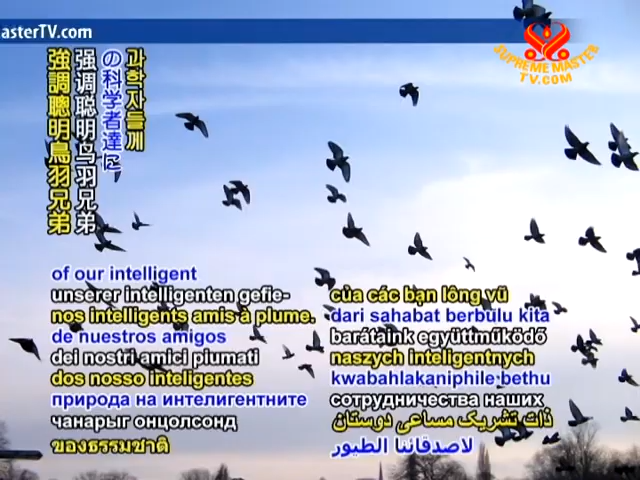 asterTV.com
SUPREME MASTER
TV.COM
과학자들께
の科学者達に
强调聪明鸟羽兄弟
強調聰明鳥羽兄弟
of our intelligent
unserer intelligenten gefie-
nos intelligents amis à plume.
de nuestros amigos
dei nostri amici piumati
dos nosso inteligentes
природа на интелигентните
чанарыг онцолсонд
ของธรรมชาติ
của các bạn lông vũ
dari sahabat berbulu kita
barátaink együttműködő
naszych inteligentnych
kwabahlakaniphile bethu
сотрудничества наших
ذات تشریک مساعی دوستان
لاصدقائنا الطيور